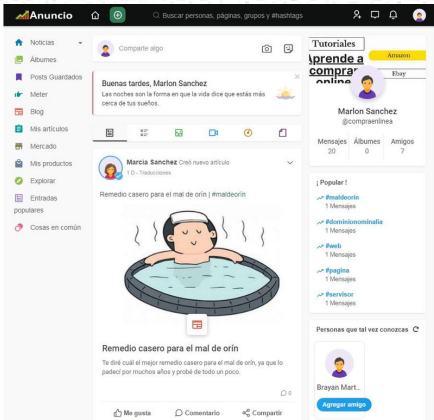 Anuncio
Buscar personas, páginas, grupos y #hashtags
Noticias
Álbumes
Posts Guardados
Meter
Blog
Mis artículos
Mercado
Mis productos
Explorar
Entradas
populares
Cosas en común
Comparte algo
Buenas tardes, Marlon Sanchez
Las noches son la forma en que la vida dice que estás más
cerca de tus sueños.
Marcia Sanchez Creó nuevo artículo
1 D - Traducciones
Remedio casero para el mal de orín | #maldeorin
Remedio casero para el mal de orín
Te diré cuál el mejor remedio casero para el mal de orín, ya que lo
padecí por muchos años y probé de todo un poco.
0
Me gusta
Comentario
Compartir
Tutoriales
Aprende a
comprar
online
Amazon
Ebay
Marlon Sanchez
@compraenlinea
Mensajes Álbumes Amigos
20 0 7
¡ Popular !
#maldeorin
1 Mensajes
#dominionominalia
1 Mensajes
#web
1 Mensajes
#pagina
1 Mensajes
#servisor
1 Mensajes
Personas que tal vez conozcas
Brayan Mart..
Agregar amigo